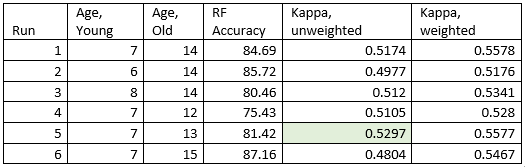 Run Age, Young Age, Old RF Accuracy Kappa, unweighted Kappa, weighted
1 7 14 84.69 0.5174 0.5578
2 6 14 85.72 0.4977 0.5176
3 8 14 80.46 0.512 0.5341
4 7 12 75.43 0.5105 0.528
5 7 13 81.42 0.5297 0.5577
6 7 15 87.16 0.4804 0.5467